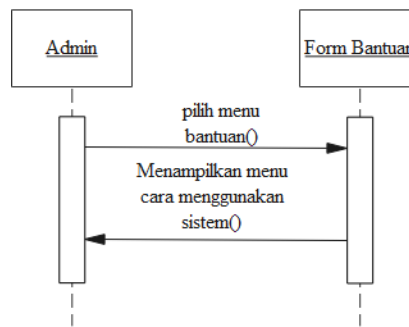 Admin
Form Bantuan
pilih menu
bantuan()
Menampilkan menu
cara menggunakan
sistem()